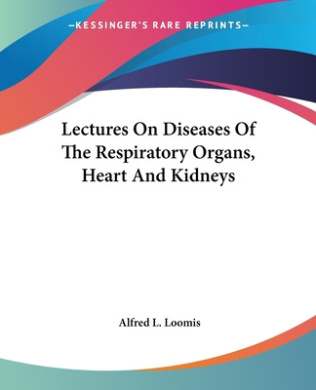 KESSINGER'S RARE REPRINTS
Lectures On Diseases Of
The Respiratory Organs,
Heart And Kidneys
Alfred L. Loomis